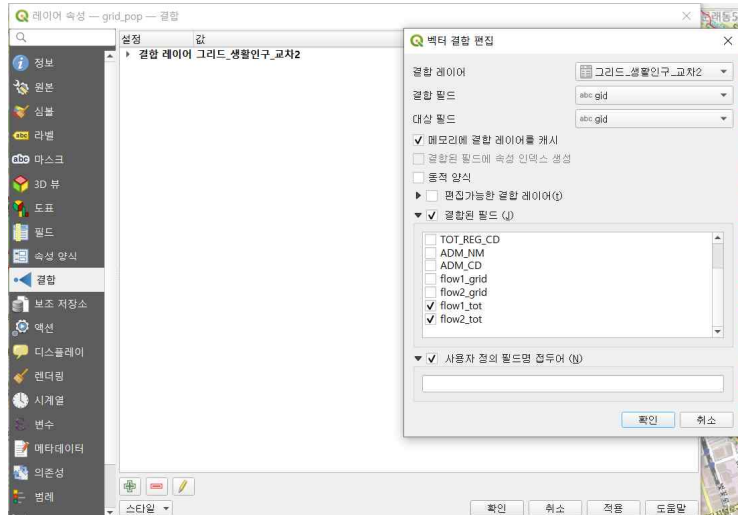 레이어 속성 — grid_pop — 결합
설정 값
결합 레이어 그리드_생활인구_교차2
정보
원본
심볼
abc 라벨
abc 마스크
3D 뷰
도표
필드
속성 양식
결합
보조 저장소
액션
디스플레이
렌더링
시계열
변수
메타데이터
의존성
범례
스타일
확인 취소 적용 도움말
벡터 결합 편집
결합 레이어 그리드_생활인구_교차2
결합 필드 abc gid
대상 필드 abc gid
메모리에 결합 레이어를 캐시
결합된 필드에 속성 인덱스 생성
동적 양식
편집가능한 결합 레이어(t)
결합된 필드 (J)
TOT_REG_CD
ADM_NM
ADM_CD
flow1_grid
flow2_grid
flow1_tot
flow2_tot
사용자 정의 필드명 접두어 (N)
확인 취소